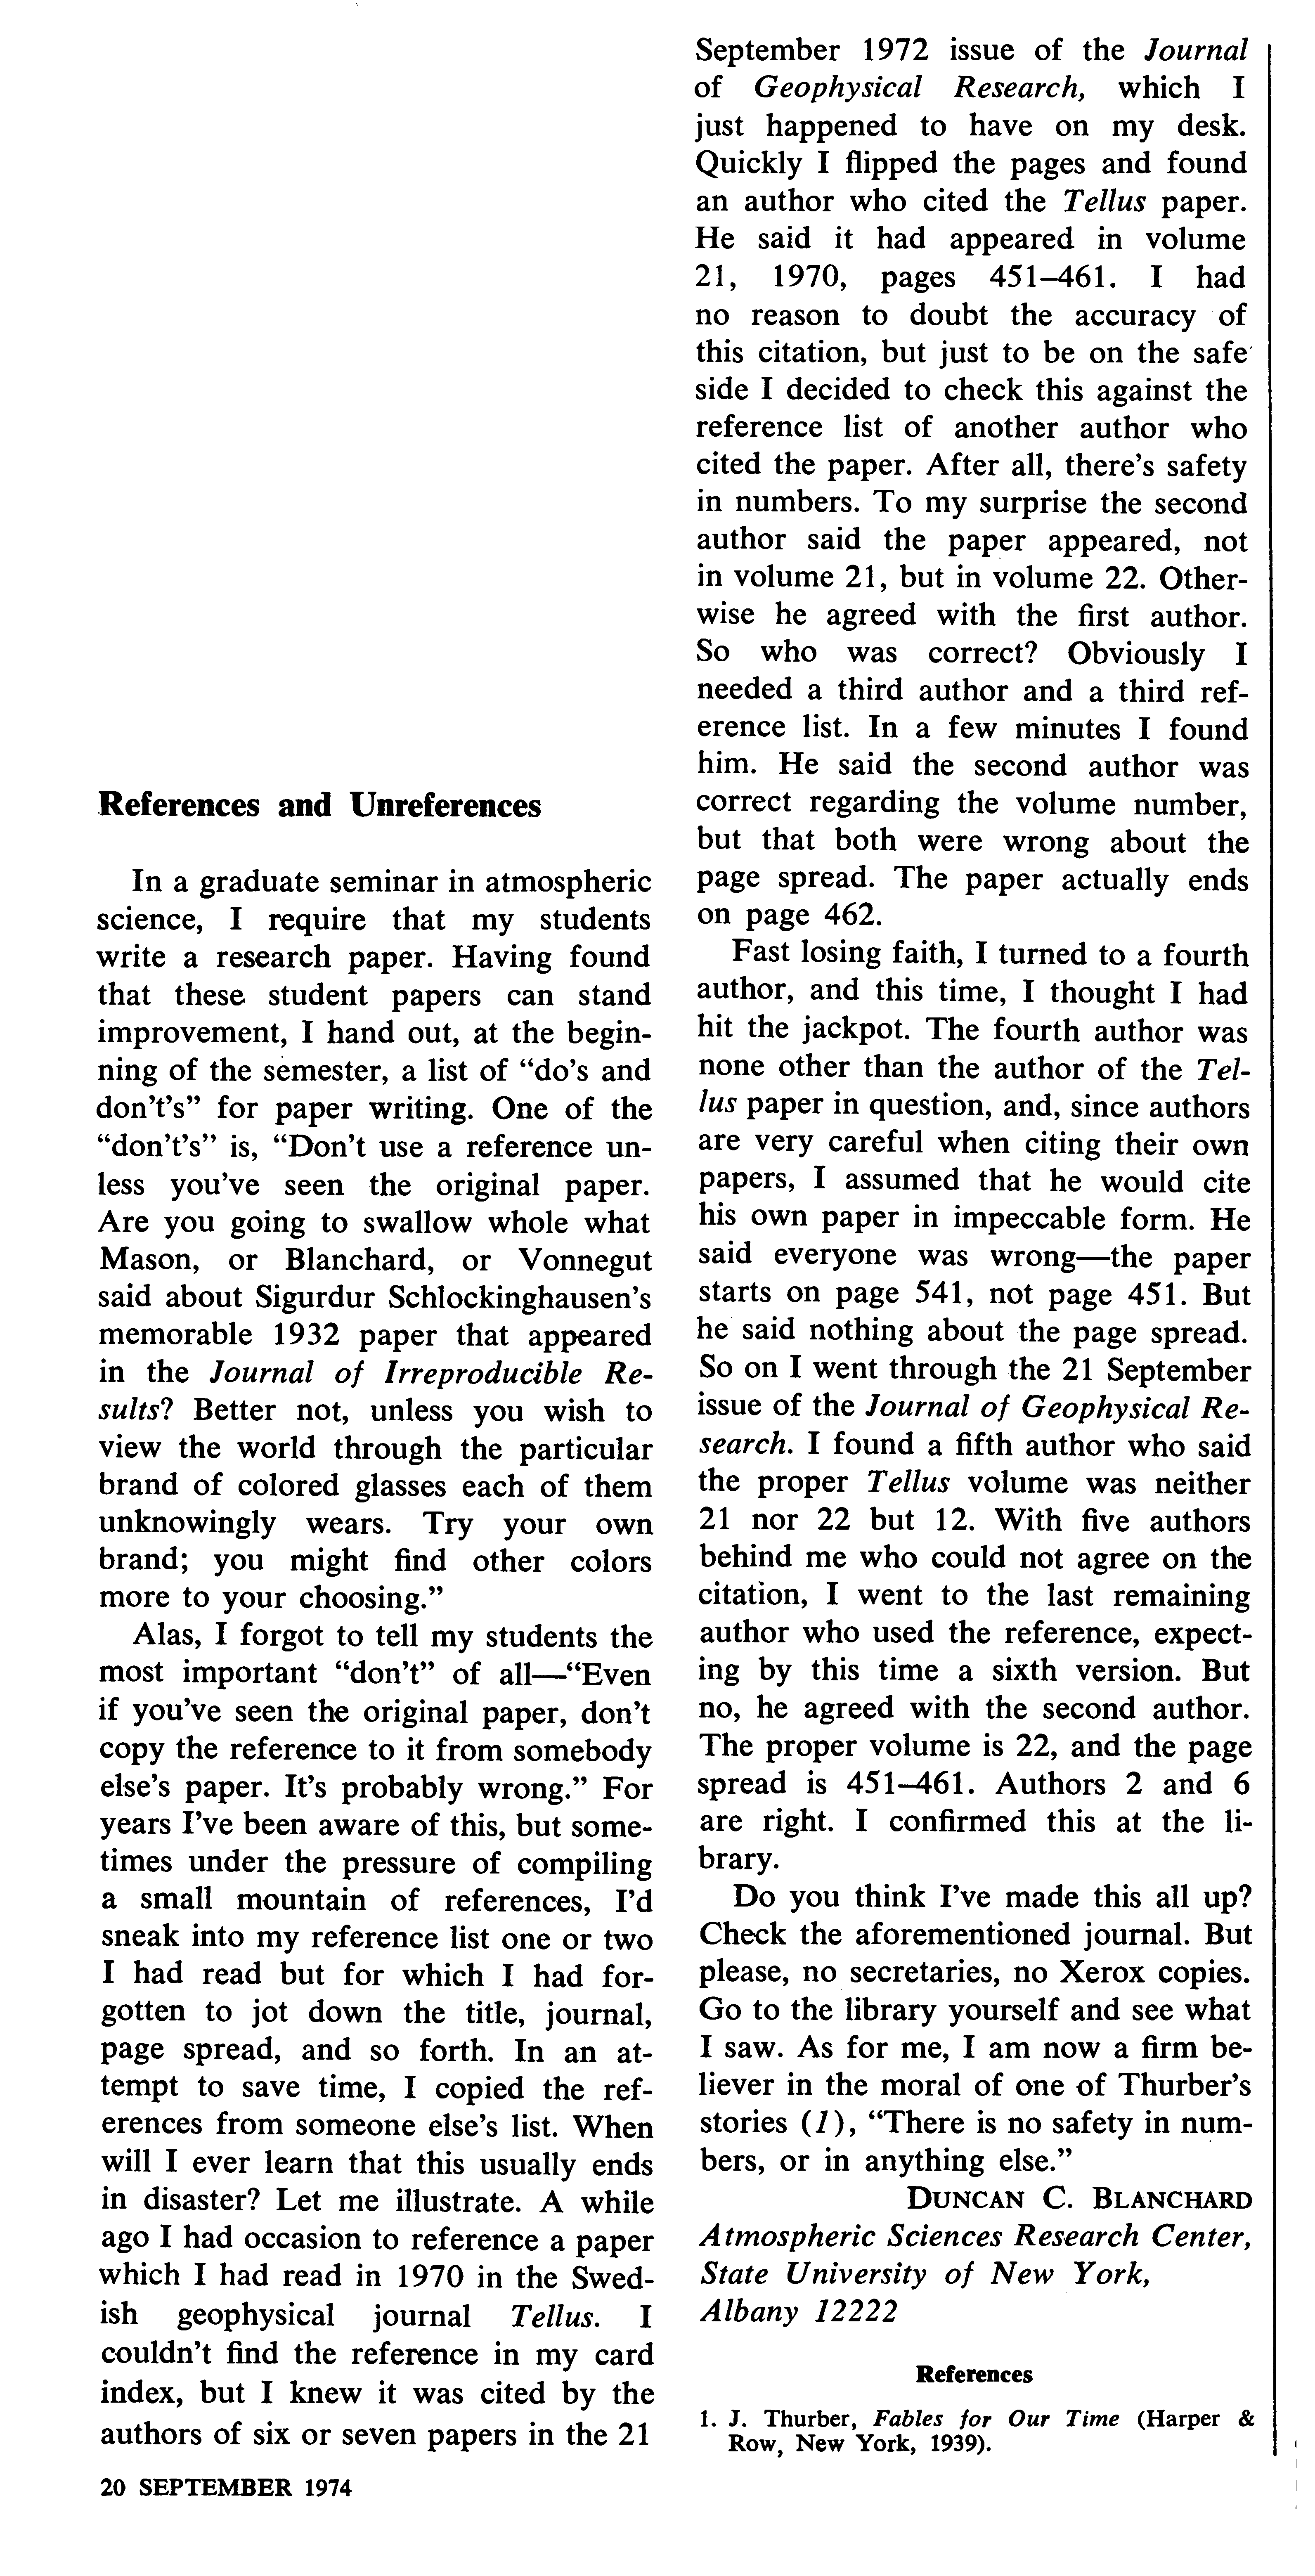 References and Unreferences
In a graduate seminar in atmospheric
science, I require that my students
write a research paper. Having found
that these student papers can stand
improvement, I hand out, at the begin-
ning of the semester, a list of “do's and
don't's” for paper writing. One of the
“don't's” is, “Don't use a reference un-
less you've seen the original paper.
Are you going to swallow whole what
Mason, or Blanchard, or Vonnegut
said about Sigurdur Schlockinghausen's
memorable 1932 paper that appeared
in the Journal of Irreproducible Re-
sults? Better not, unless you wish to
view the world through the particular
brand of colored glasses each of them
unknowingly wears. Try your own
brand; you might find other colors
more to your choosing.”
Alas, I forgot to tell my students the
most important “don't” of all—“Even
if you've seen the original paper, don't
copy the reference to it from somebody
else's paper. It's probably wrong.” For
years I've been aware of this, but some-
times under the pressure of compiling
a small mountain of references, I'd
sneak into my reference list one or two
I had read but for which I had for-
gotten to jot down the title, journal,
page spread, and so forth. In an at-
tempt to save time, I copied the ref-
erences from someone else's list. When
will I ever learn that this usually ends
in disaster? Let me illustrate. A while
ago I had occasion to reference a paper
which I had read in 1970 in the Swed-
ish geophysical journal Tellus. I
couldn't find the reference in my card
index, but I knew it was cited by the
authors of six or seven papers in the 21
September 1972 issue of the Journal
of Geophysical Research, which I
just happened to have on my desk.
Quickly I flipped the pages and found
an author who cited the Tellus paper.
He said it had appeared in volume
21, 1970, pages 451–461. I had
no reason to doubt the accuracy of
this citation, but just to be on the safe
side I decided to check this against the
reference list of another author who
cited the paper. After all, there's safety
in numbers. To my surprise the second
author said the paper appeared, not
in volume 21, but in volume 22. Other-
wise he agreed with the first author.
So who was correct? Obviously I
needed a third author and a third ref-
erence list. In a few minutes I found
him. He said the second author was
correct regarding the volume number,
but that both were wrong about the
page spread. The paper actually ends
on page 462.
Fast losing faith, I turned to a fourth
author, and this time, I thought I had
hit the jackpot. The fourth author was
none other than the author of the Tel-
lus paper in question, and, since authors
are very careful when citing their own
papers, I assumed that he would cite
his own paper in impeccable form. He
said everyone was wrong—the paper
starts on page 541, not page 451. But
he said nothing about the page spread.
So on I went through the 21 September
issue of the Journal of Geophysical Re-
search. I found a fifth author who said
the proper Tellus volume was neither
21 nor 22 but 12. With five authors
behind me who could not agree on the
citation, I went to the last remaining
author who used the reference, expect-
ing by this time a sixth version. But
no, he agreed with the second author.
The proper volume is 22, and the page
spread is 451–461. Authors 2 and 6
are right. I confirmed this at the li-
brary.
Do you think I've made this all up?
Check the aforementioned journal. But
please, no secretaries, no Xerox copies.
Go to the library yourself and see what
I saw. As for me, I am now a firm be-
liever in the moral of one of Thurber's
stories (1), “There is no safety in num-
bers, or in anything else.”
DUNCAN C. BLANCHARD
Atmospheric Sciences Research Center,
State University of New York,
Albany 12222
References
1. J. Thurber, Fables for Our Time (Harper &
Row, New York, 1939).
20 SEPTEMBER 1974